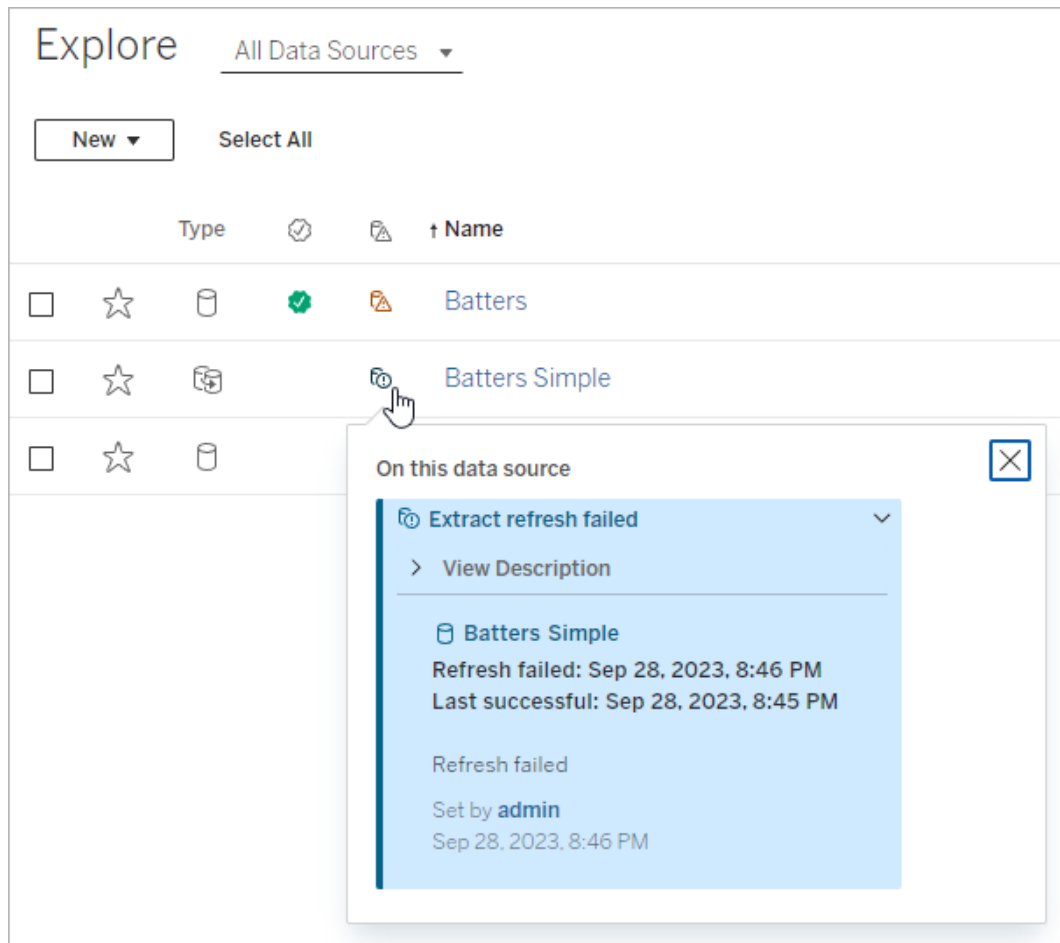 Explore All Data Sources
New Select All
Type Name
Batters
Batters Simple
On this data source
Extract refresh failed
View Description
Batters Simple
Refresh failed: Sep 28, 2023, 8:46 PM
Last successful: Sep 28, 2023, 8:45 PM
Refresh failed
Set by admin
Sep 28, 2023, 8:46 PM